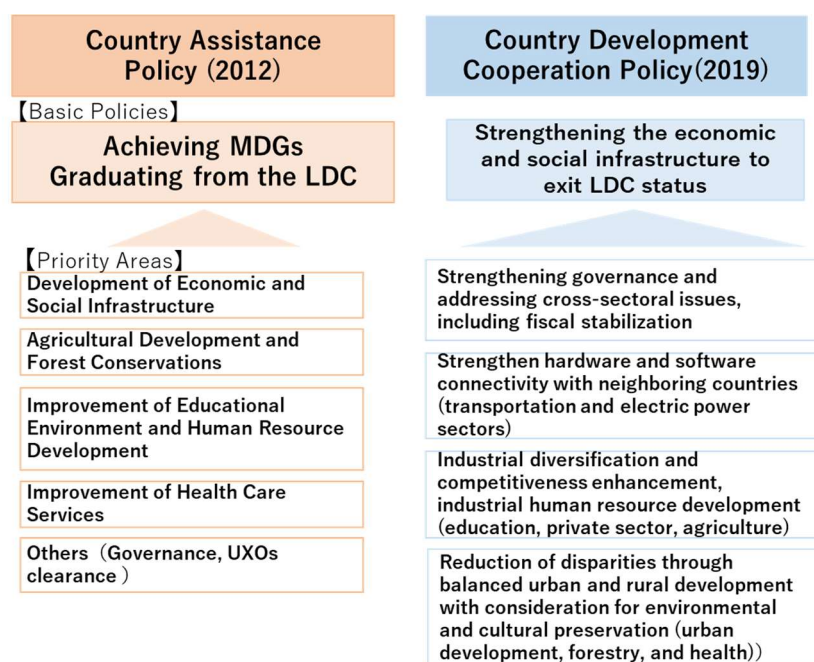 Country Assistance
Policy (2012)
【Basic Policies】
Achieving MDGs
Graduating from the LDC
【Priority Areas】
Development of Economic and
Social Infrastructure
Agricultural Development and
Forest Conservations
Improvement of Educational
Environment and Human Resource
Development
Improvement of Health Care
Services
Others（Governance, UXOs
clearance）
Country Development
Cooperation Policy(2019)
Strengthening the economic
and social infrastructure to
exit LDC status
Strengthening governance and
addressing cross-sectoral issues,
including fiscal stabilization
Strengthen hardware and software
connectivity with neighboring countries
(transportation and electric power
sectors)
Industrial diversification and
competitiveness enhancement,
industrial human resource development
(education, private sector, agriculture)
Reduction of disparities through
balanced urban and rural development
with consideration for environmental
and cultural preservation (urban
development, forestry, and health)）